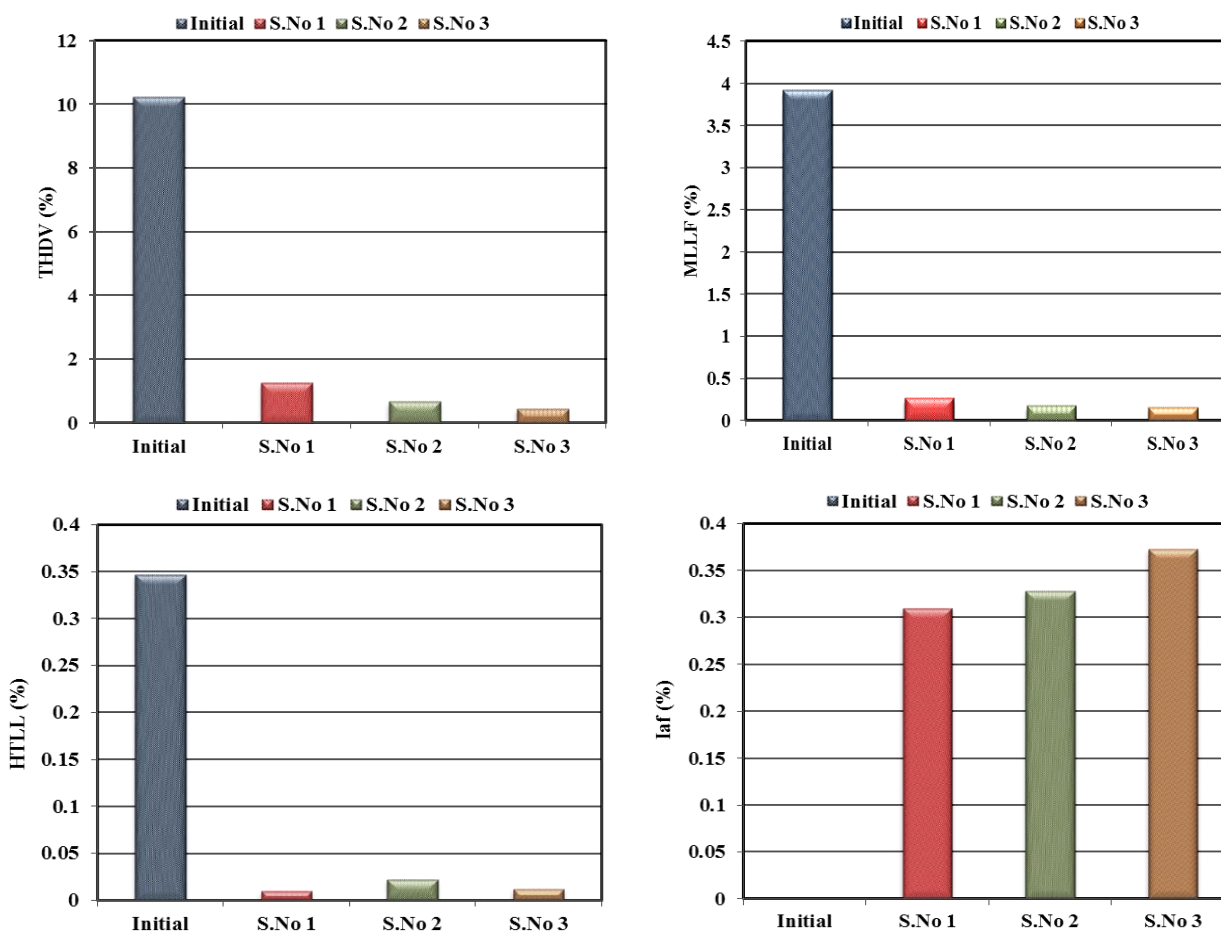 Initial S.No 1 S.No 2 S.No 3
12
10
8
6
4
2
0
THDV (%)
Initial S.No 1 S.No 2 S.No 3
Initial S.No 1 S.No 2 S.No 3
4.5
4
3.5
3
2.5
2
1.5
1
0.5
0
MLLF (%)
Initial S.No 1 S.No 2 S.No 3
Initial S.No 1 S.No 2 S.No 3
0.4
0.35
0.3
0.25
0.2
0.15
0.1
0.05
0
HTLL (%)
Initial S.No 1 S.No 2 S.No 3
Initial S.No 1 S.No 2 S.No 3
0.4
0.35
0.3
0.25
0.2
0.15
0.1
0.05
0
Iaf (%)
Initial S.No 1 S.No 2 S.No 3